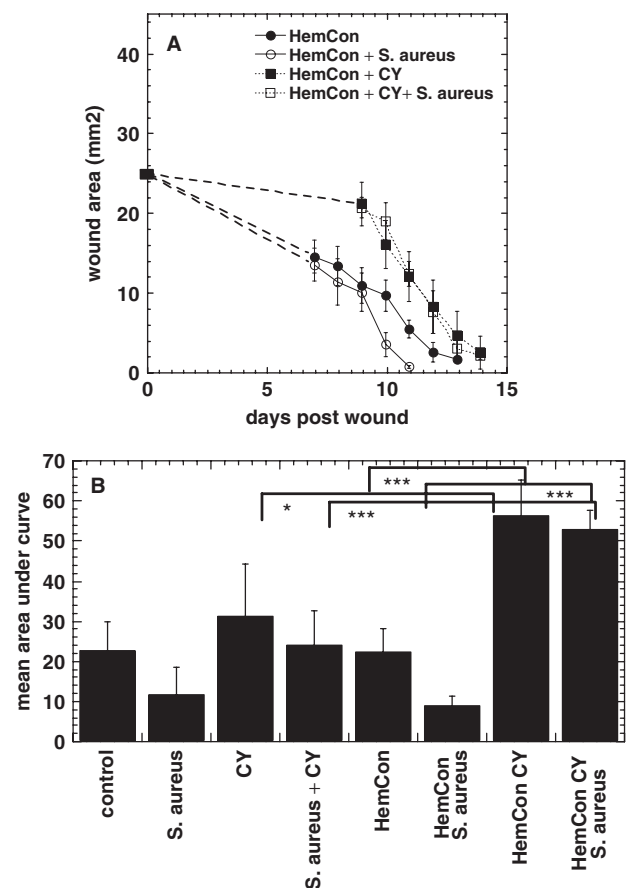 A
HemCon
HemCon + S. aureus
HemCon + CY
HemCon + CY+ S. aureus
wound area (mm2)
40
30
20
10
0
0
5
10
15
days post wound
B
mean area under curve
70
60
50
40
30
20
10
0
*
***
***
***
control
S. aureus
CY
S. aureus + CY
HemCon
HemCon
S. aureus
HemCon CY
HemCon CY
S. aureus